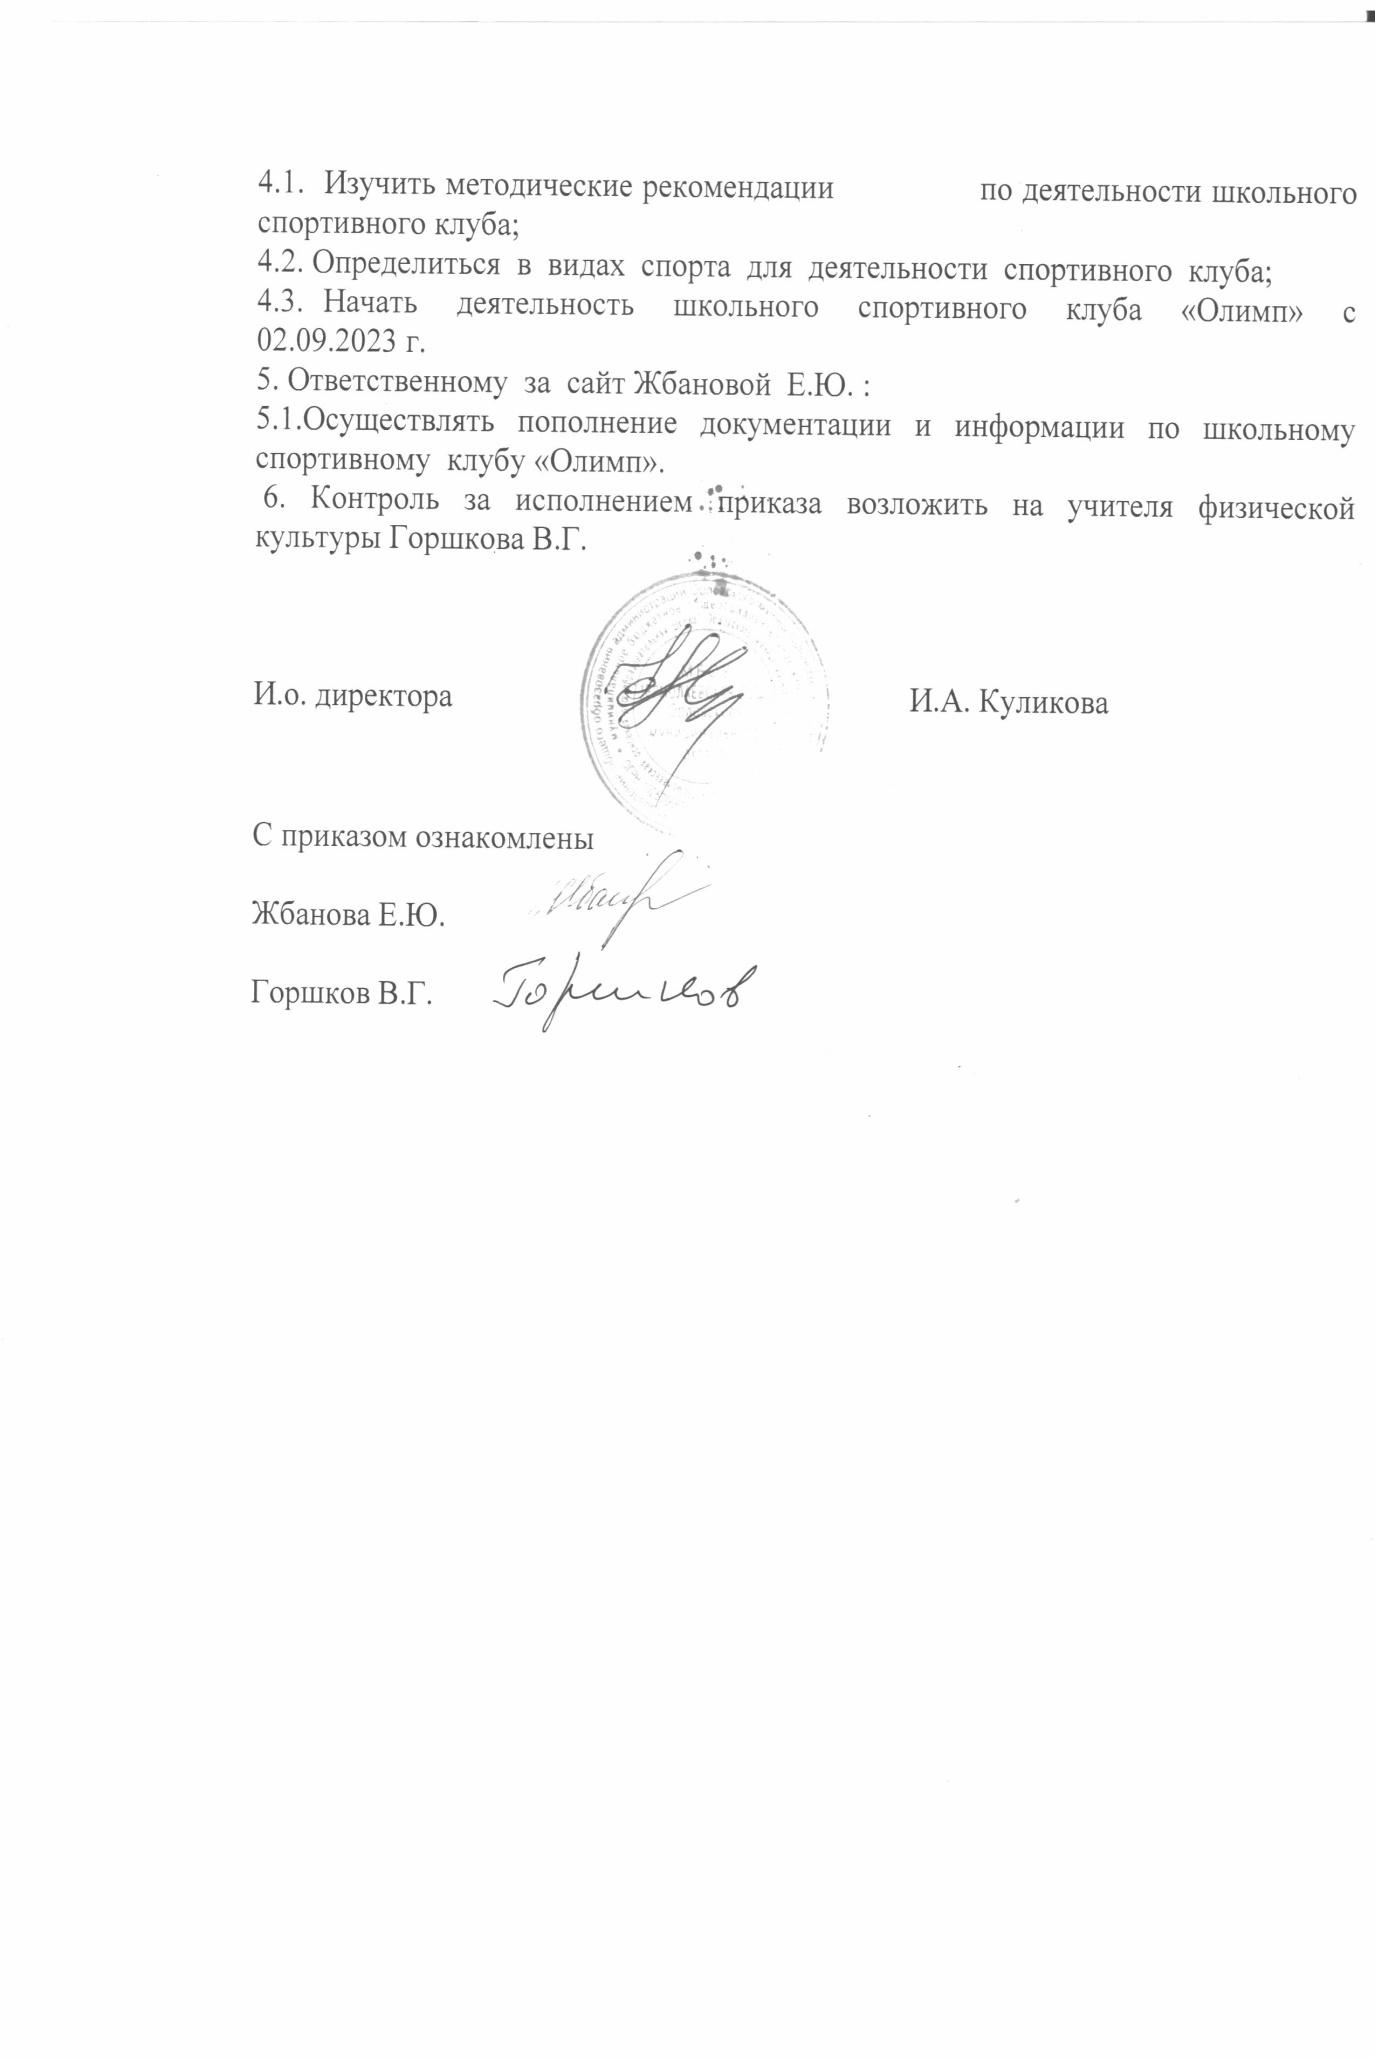 4.1. Изучить методические рекомендации по деятельности школьного
спортивного клуба;
4.2. Определиться в видах спорта для деятельности спортивного клуба;
4.3. Начать деятельность школьного спортивного клуба «Олимп» с
02.09.2023 г.
5. Ответственному за сайт Жбановой Е.Ю. :
5.1.Осуществлять пополнение документации и информации по школьному
спортивному клубу «Олимп».
6. Контроль за исполнением приказа возложить на учителя физической
культуры Горшкова В.Г.
И.о. директора И.А. Куликова
С приказом ознакомлены
Жбанова Е.Ю.
Горшков В.Г. Горшков